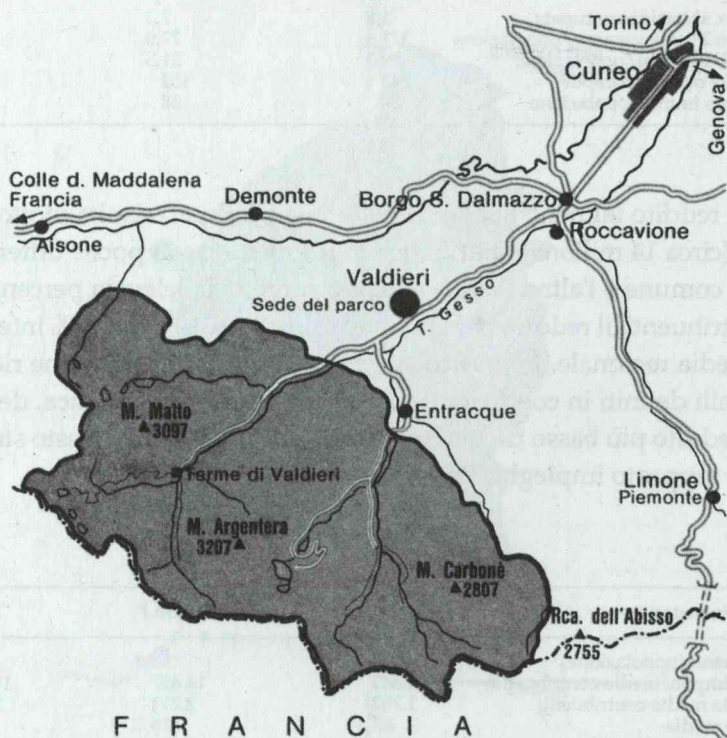 Torino
Cuneo
Genova
Colle d. Maddalena
Francia
Demonte
Borgo S. Dalmazzo
Aisone
Roccavione
Valdieri
Sede del parco
T. Gesso
M. Matto
3097
Entracque
Terme di Valdieri
Limone
Piemonte
M. Argentera
3207
M. Carbonè
2807
Rca. dell'Abisso
2755
FRANCIA